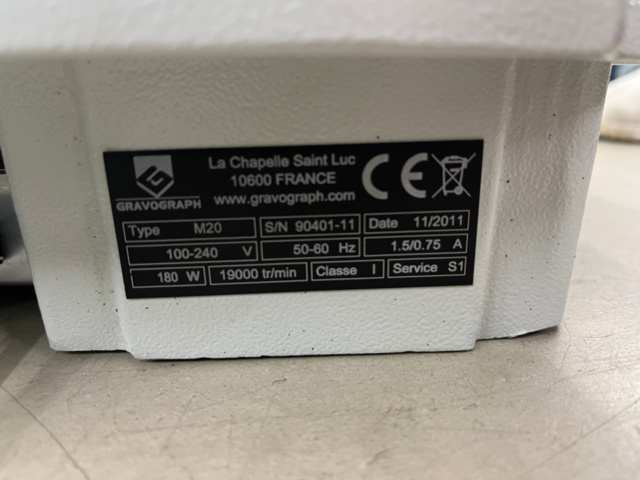 La Chapelle Saint Luc
10600 FRANCE
www.gravograph.com
GRAVOGRAPH
CE
Type M20 S/N 90401-11 Date 11/2011
100-240 V 50-60 Hz 1.5/0.75 A
180 W 19000 tr/min Classe I Service S1